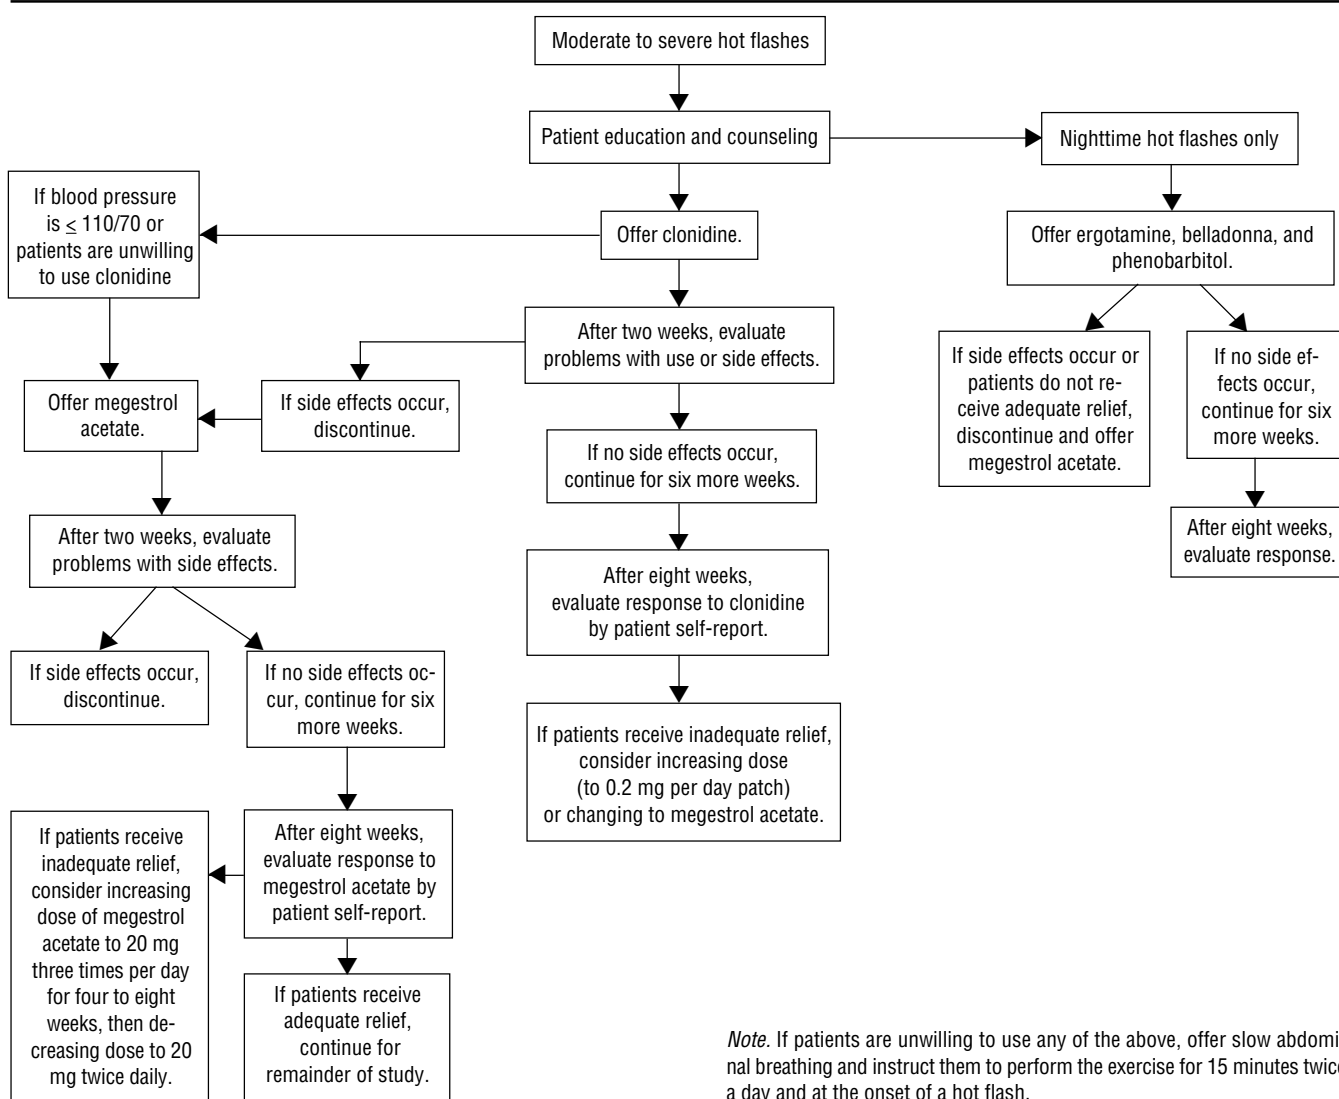 Moderate to severe hot flashes
Patient education and counseling
Nighttime hot flashes only
If blood pressure
is ≤ 110/70 or
patients are unwilling
to use clonidine
Offer clonidine.
Offer ergotamine, belladonna, and
phenobarbitol.
After two weeks, evaluate
problems with use or side effects.
If side effects occur or
patients do not re-
ceive adequate relief,
discontinue and offer
megestrol acetate.
If no side ef-
fects occur,
continue for six
more weeks.
Offer megestrol
acetate.
If side effects occur,
discontinue.
If no side effects occur,
continue for six more weeks.
After two weeks, evaluate
problems with side effects.
After eight weeks,
evaluate response.
After eight weeks,
evaluate response to clonidine
by patient self-report.
If side effects occur,
discontinue.
If no side effects oc-
cur, continue for six
more weeks.
If patients receive inadequate relief,
consider increasing dose
(to 0.2 mg per day patch)
or changing to megestrol acetate.
If patients receive
inadequate relief,
consider increasing
dose of megestrol
acetate to 20 mg
three times per day
for four to eight
weeks, then de-
creasing dose to 20
mg twice daily.
After eight weeks,
evaluate response to
megestrol acetate by
patient self-report.
If patients receive
adequate relief,
continue for
remainder of study.
Note. If patients are unwilling to use any of the above, offer slow abdomi-
nal breathing and instruct them to perform the exercise for 15 minutes twice
a day and at the onset of a hot flash.